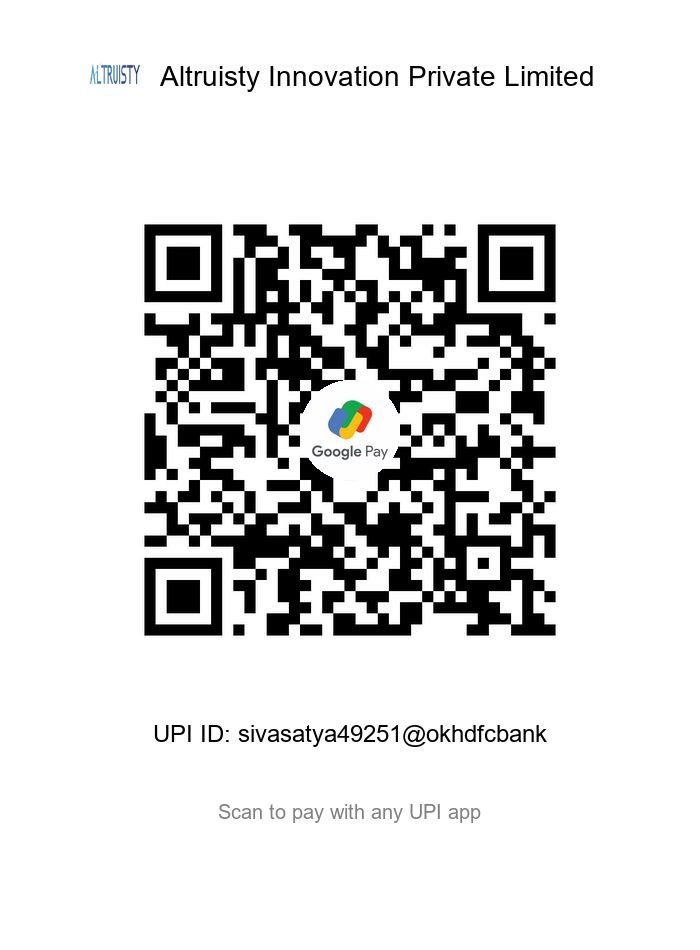 ALTRUISTY Altruisty Innovation Private Limited
Google Pay
UPI ID: sivasatya49251@okhdfcbank
Scan to pay with any UPI app